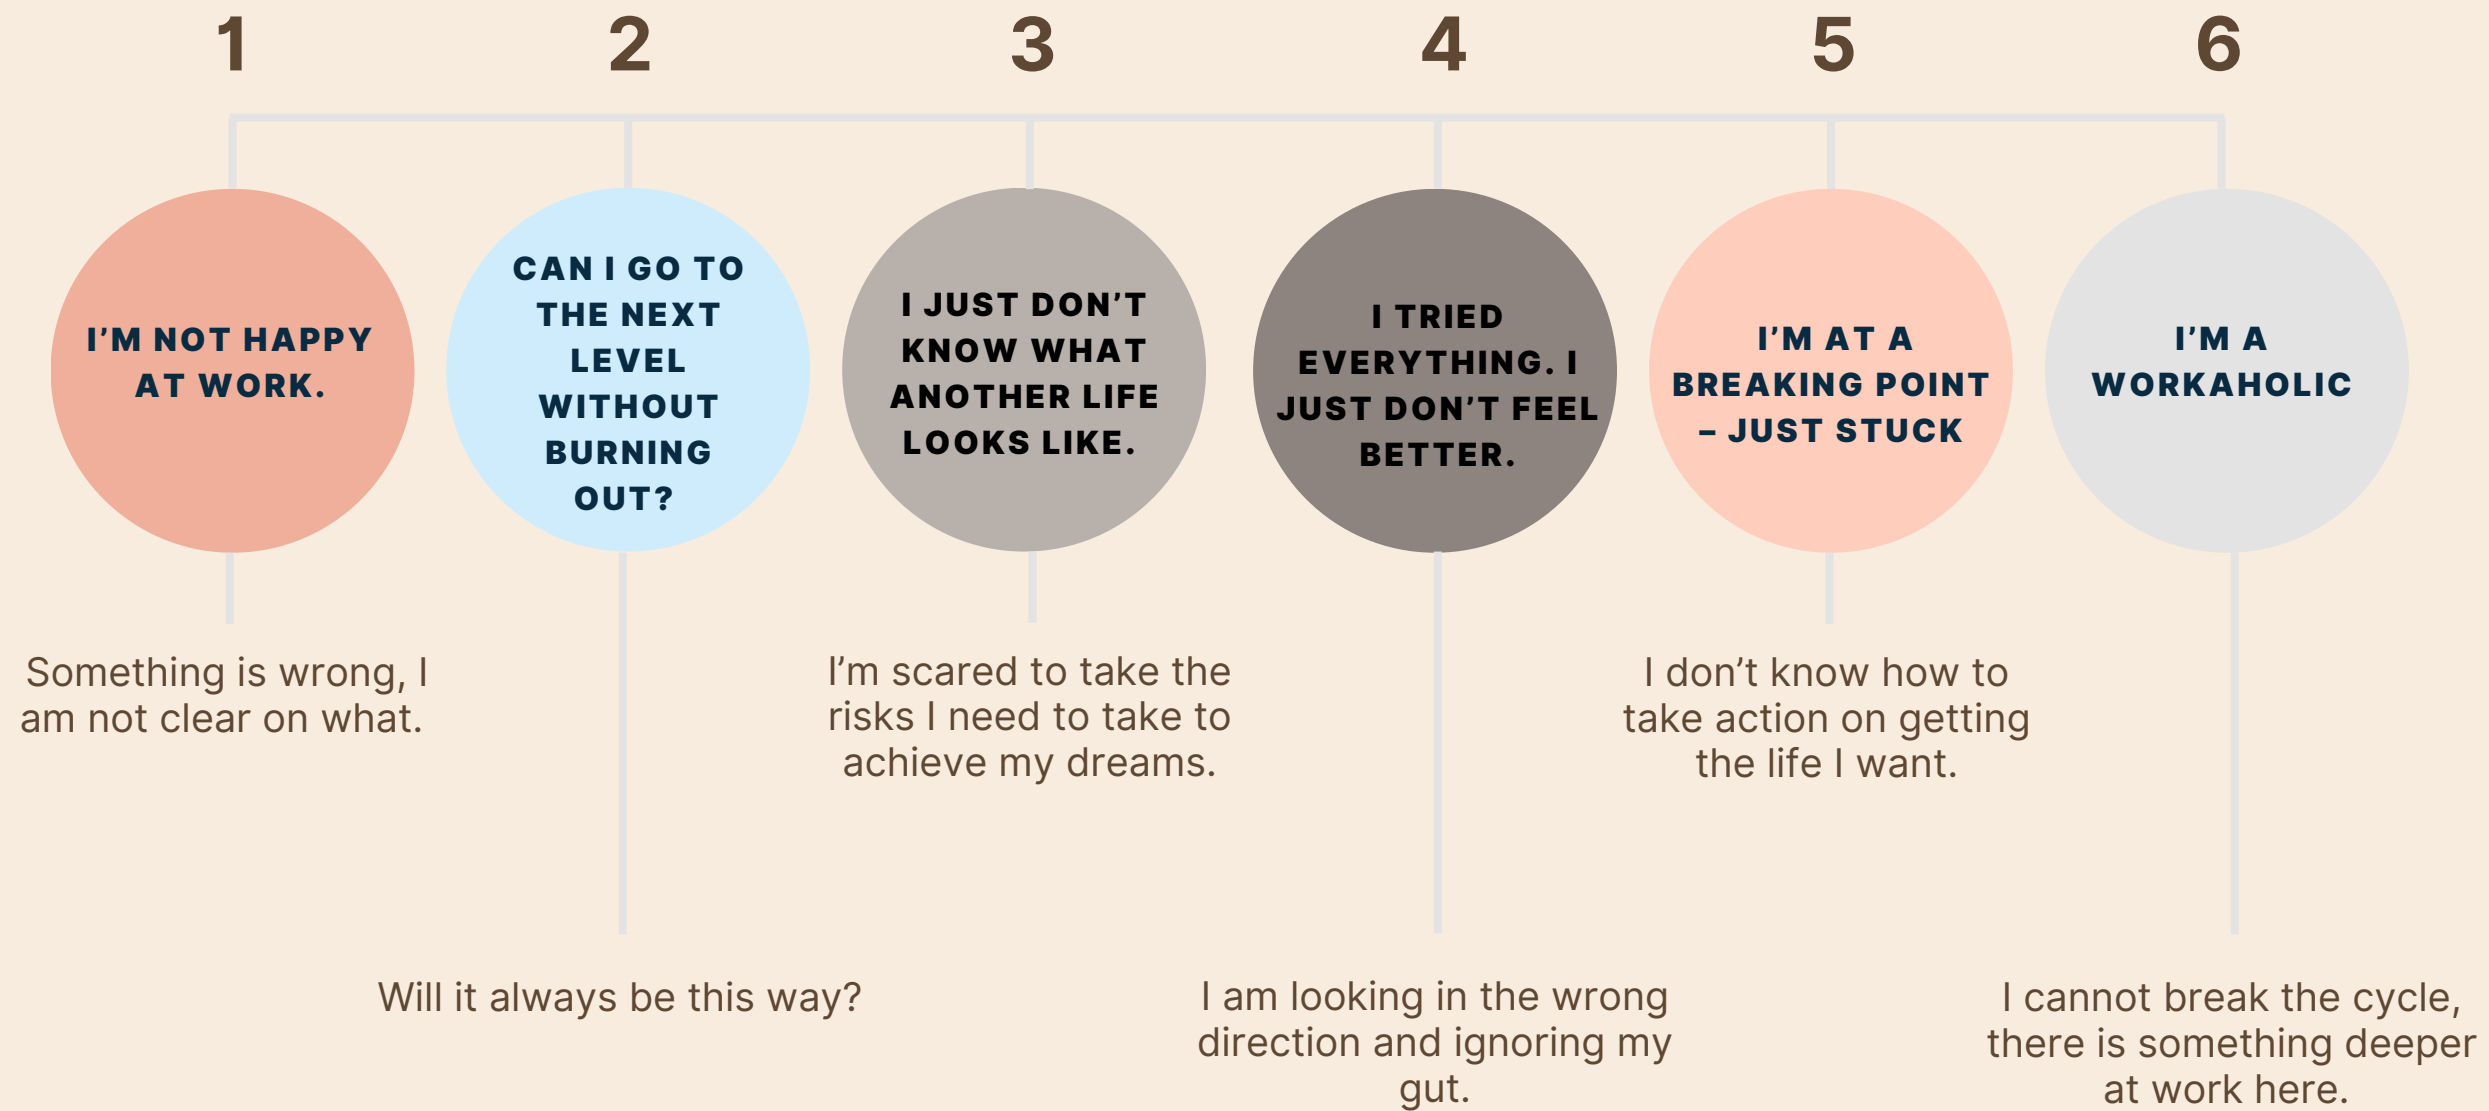 1
I'M NOT HAPPY
AT WORK.
Something is wrong, I
am not clear on what.
2
CAN I GO TO
THE NEXT
LEVEL
WITHOUT
BURNING
OUT?
Will it always be this way?
3
I JUST DON'T
KNOW WHAT
ANOTHER LIFE
LOOKS LIKE.
I'm scared to take the
risks I need to take to
achieve my dreams.
4
I TRIED
EVERYTHING. I
JUST DON'T FEEL
BETTER.
I am looking in the wrong
direction and ignoring my
gut.
5
I'M AT A
BREAKING POINT
– JUST STUCK
I don't know how to
take action on getting
the life I want.
6
I'M A
WORKAHOLIC
I cannot break the cycle,
there is something deeper
at work here.